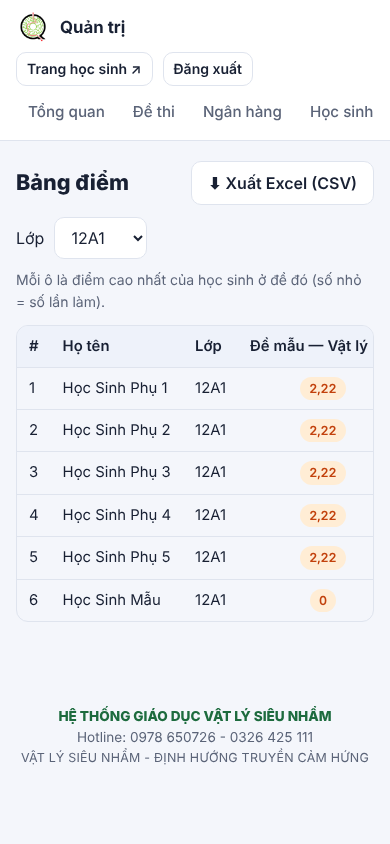 Quản trị
Trang học sinh ↗ Đăng xuất
Tổng quan Đề thi Ngân hàng Học sinh
Bảng điểm
⬇ Xuất Excel (CSV)
Lớp 12A1
Mỗi ô là điểm cao nhất của học sinh ở đề đó (số nhỏ
= số lần làm).
# Họ tên Lớp Đề mẫu — Vật lý
1 Học Sinh Phụ 1 12A1 2,22
2 Học Sinh Phụ 2 12A1 2,22
3 Học Sinh Phụ 3 12A1 2,22
4 Học Sinh Phụ 4 12A1 2,22
5 Học Sinh Phụ 5 12A1 2,22
6 Học Sinh Mẫu 12A1 0
HỆ THỐNG GIÁO DỤC VẬT LÝ SIÊU NHẨM
Hotline: 0978 650726 - 0326 425 111
VẬT LÝ SIÊU NHẨM - ĐỊNH HƯỚNG TRUYỀN CẢM HỨNG